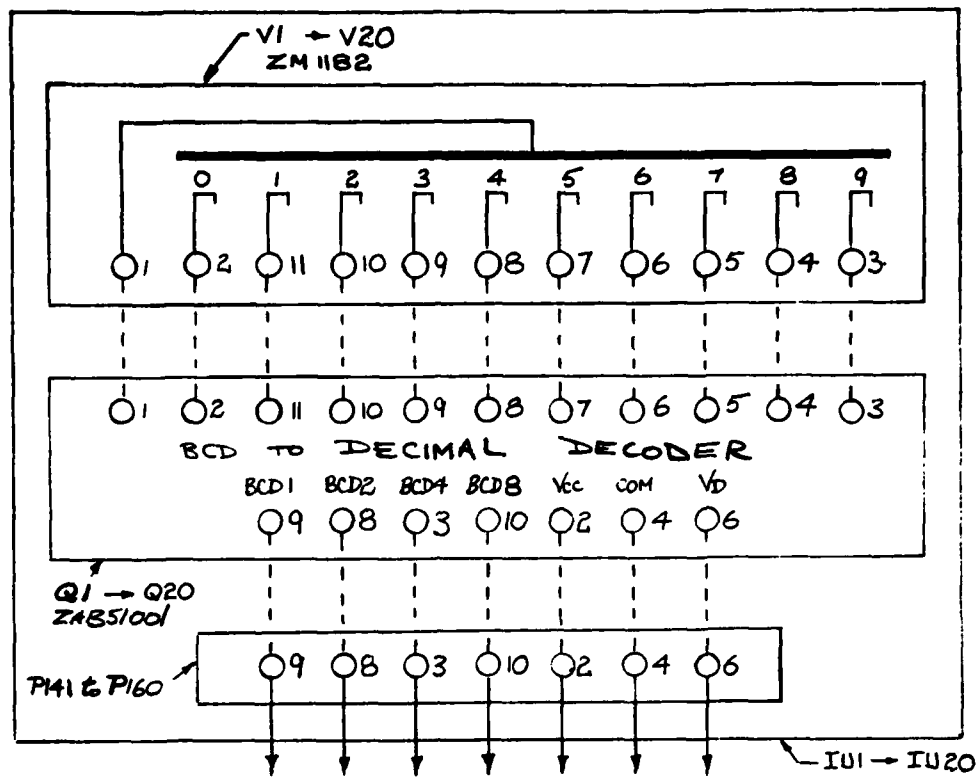 V1 → V20
ZM1182
0 1 2 3 4 5 6 7 8 9
1 2 11 10 9 8 7 6 5 4 3
1 2 11 10 9 8 7 6 5 4 3
BCD TO DECIMAL DECODER
BCD1 BCD2 BCD4 BCD8 Vcc COM VD
9 8 3 10 2 4 6
Q1 → Q20
ZAB51001
9 8 3 10 2 4 6
P141 to P160
IU1 → IU20